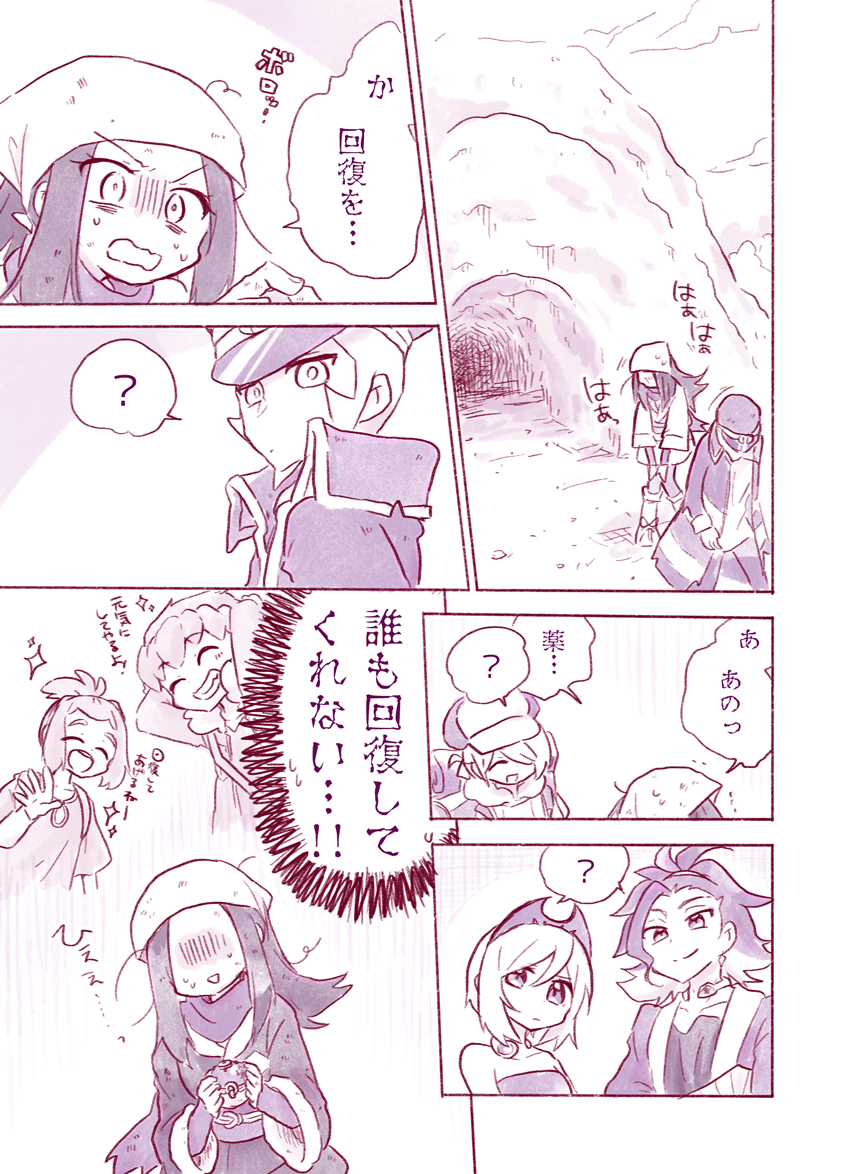 はぁ
はぁ
はぁ
か
回復を…
ボロッ…
?
あ
あのっ
薬…
?
?
誰も回復して
くれない…!!
元気に
してやるよ!
回復して
あげるねー
ひえぇ…